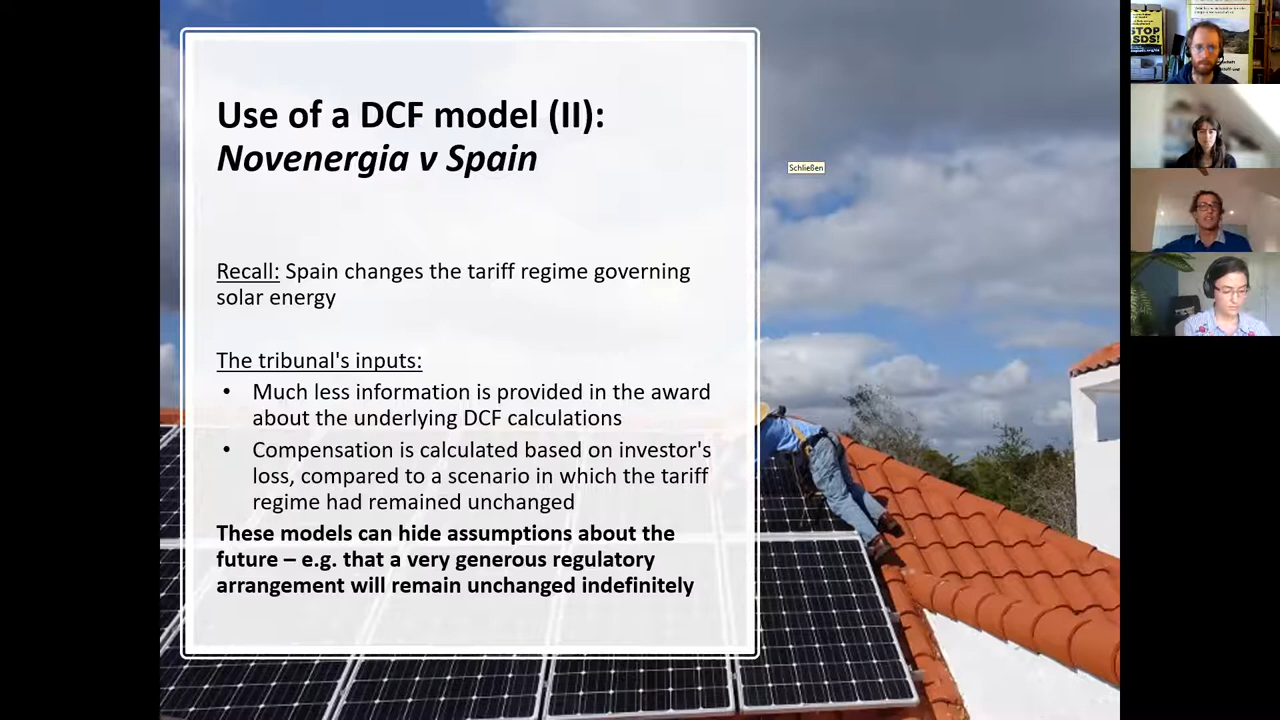 Use of a DCF model (II):
Novenergia v Spain
Recall: Spain changes the tariff regime governing
solar energy
The tribunal's inputs:
• Much less information is provided in the award
about the underlying DCF calculations
• Compensation is calculated based on investor's
loss, compared to a scenario in which the tariff
regime had remained unchanged
These models can hide assumptions about the
future – e.g. that a very generous regulatory
arrangement will remain unchanged indefinitely
Schließen
STOP